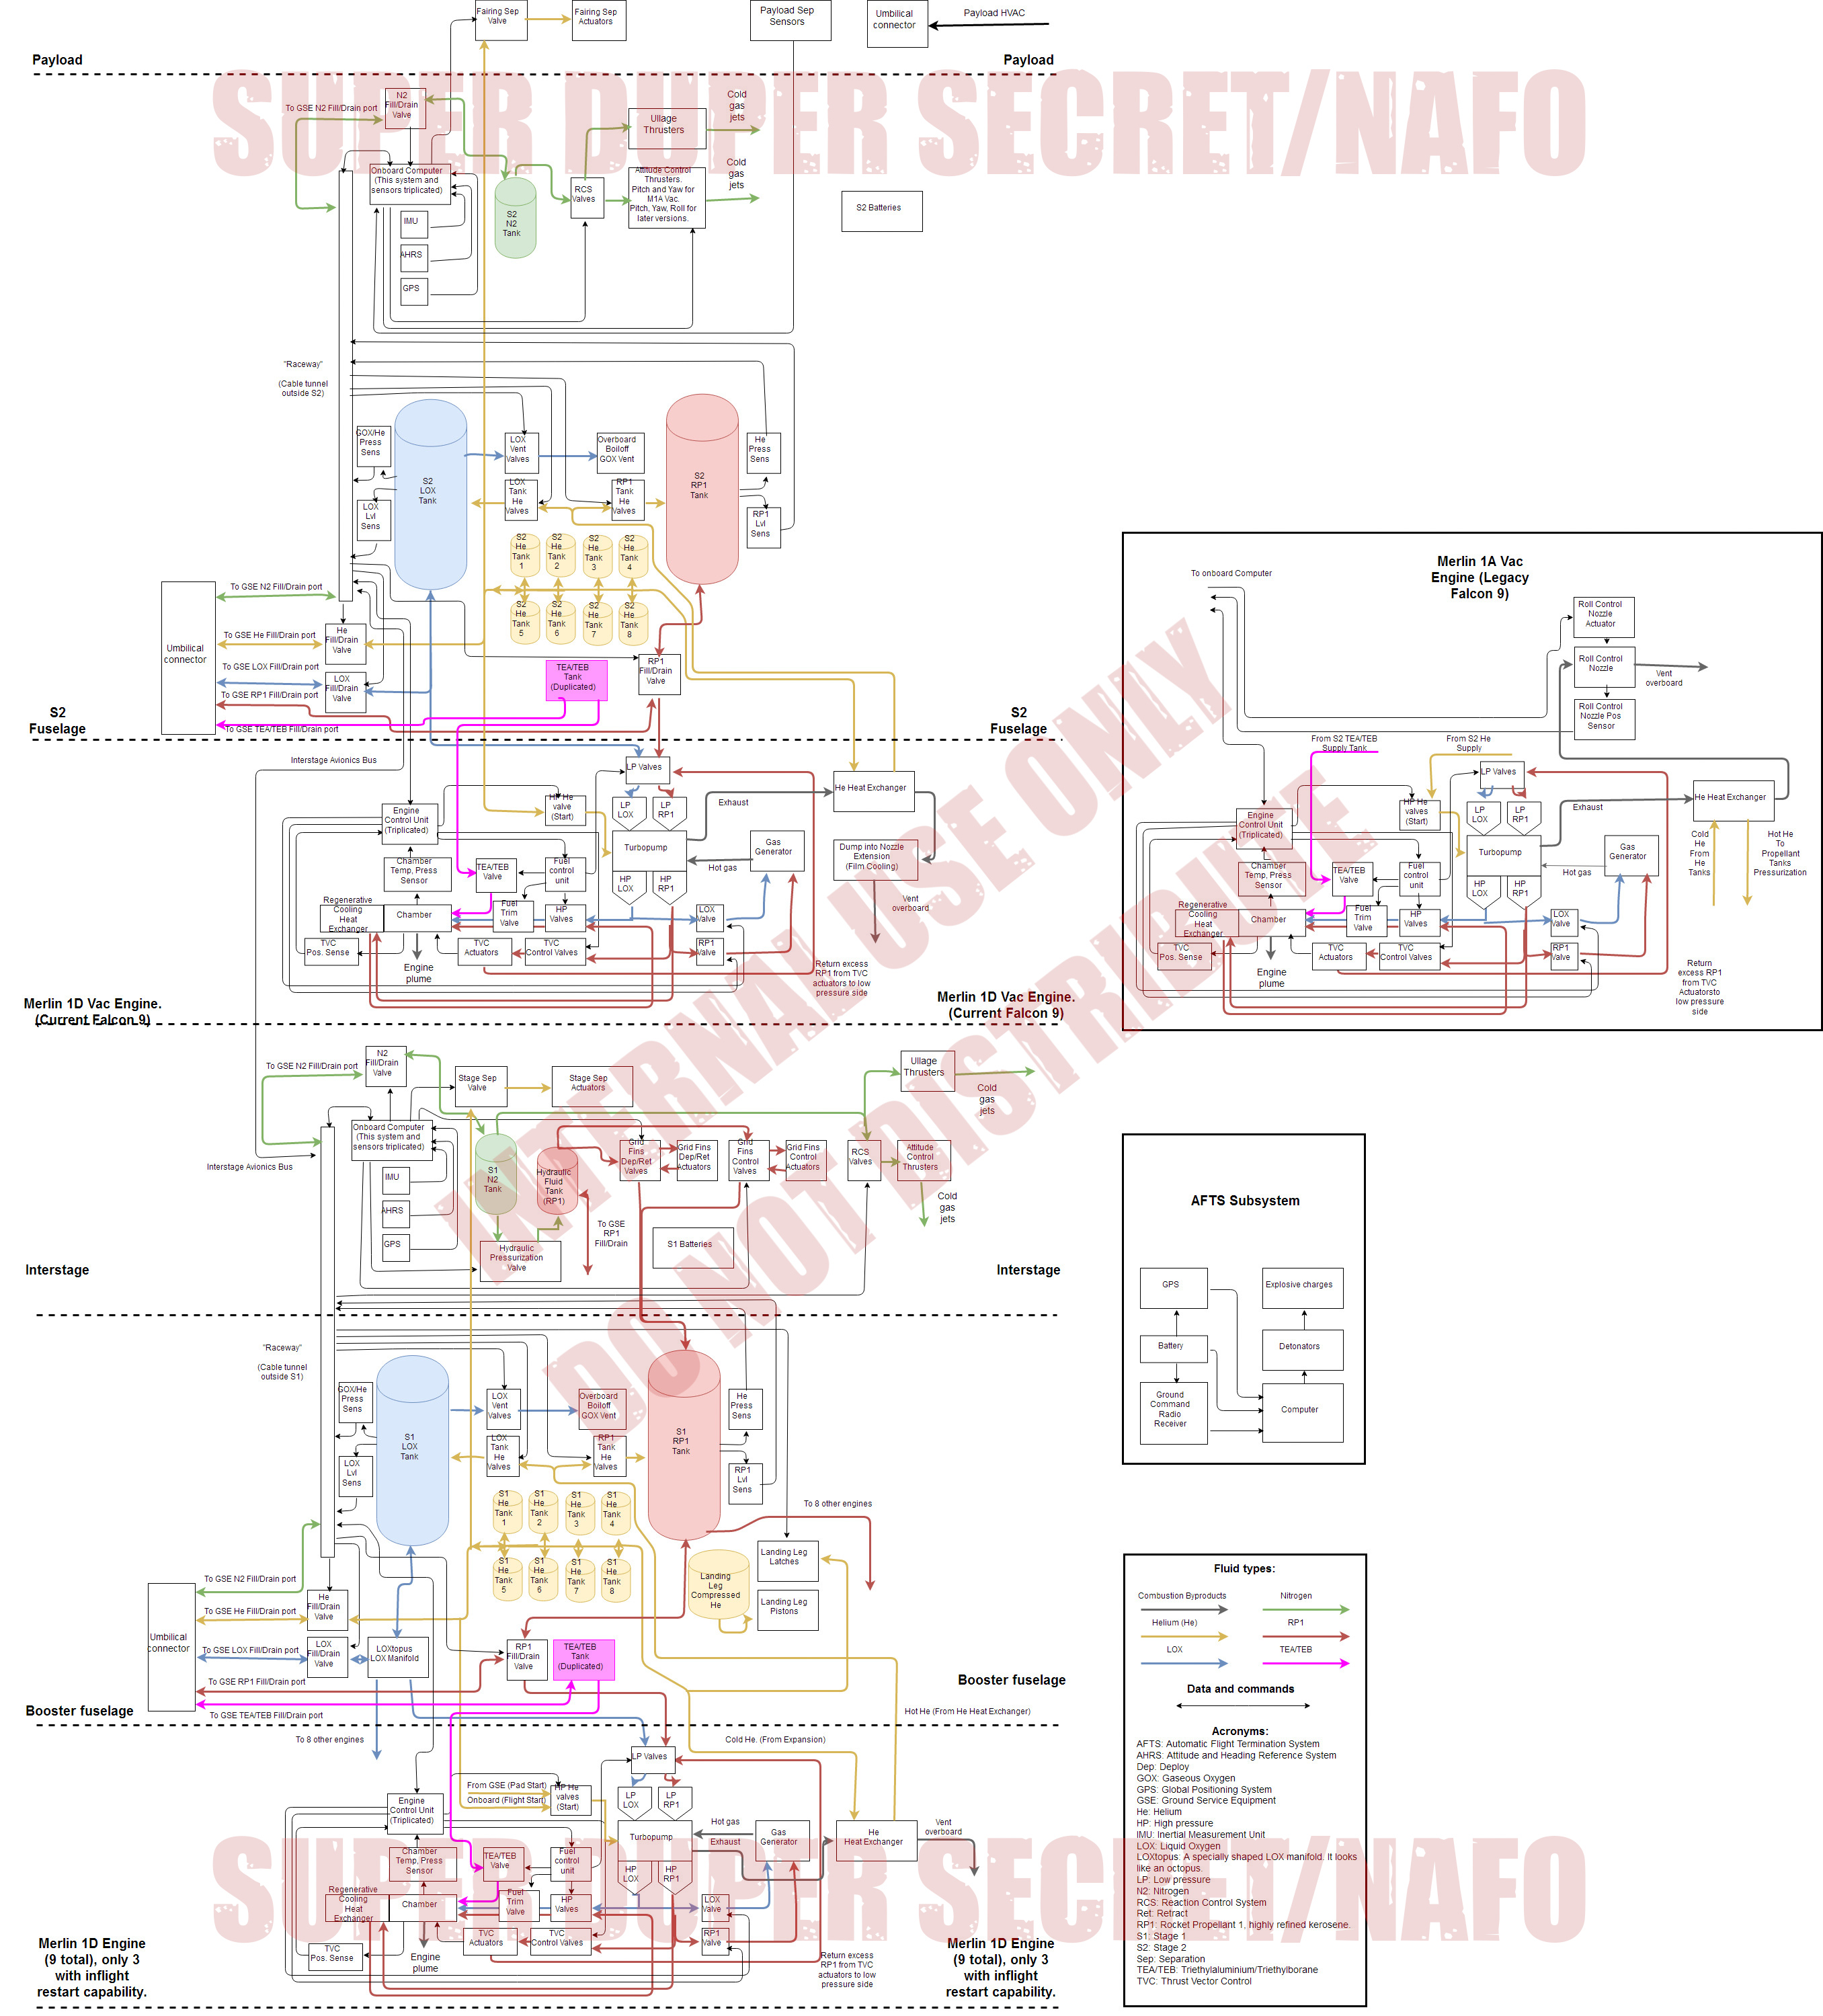 Fairing Sep
Valve
Fairing Sep
Actuators
Payload Sep
Sensors
Umbilical
connector
Payload HVAC
Payload
Payload
SUPER DUPER SECRET/NAFO
To GSE N2 Fill/Drain port
N2
Fill/Drain
Valve
Onboard Computer
(This system and
sensors triplicated)
IMU
AHRS
GPS
S2
N2
Tank
RCS
Valves
Ullage
Thrusters
Cold
gas
jets
Attitude Control
Thrusters.
Pitch and Yaw for
M1A Vac.
Pitch, Yaw, Roll for
later versions.
Cold
gas
jets
S2 Batteries
"Raceway"
(Cable tunnel
outside S2)
GOX/He
Press
Sens
LOX
Lvl
Sens
S2
LOX
Tank
LOX
Vent
Valves
Overboard
Boiloff
GOX Vent
LOX
Tank
He
Valves
RP1
Tank
He
Valves
S2
RP1
Tank
He
Press
Sens
RP1
Lvl
Sens
S2
He
Tank
1
S2
He
Tank
2
S2
He
Tank
3
S2
He
Tank
4
S2
He
Tank
5
S2
He
Tank
6
S2
He
Tank
7
S2
He
Tank
8
Umbilical
connector
To GSE N2 Fill/Drain port
To GSE He Fill/Drain port
To GSE LOX Fill/Drain port
To GSE RP1 Fill/Drain port
To GSE TEA/TEB Fill/Drain port
He
Fill/Drain
Valve
LOX
Fill/Drain
Valve
TEA/TEB
Tank
(Duplicated)
RP1
Fill/Drain
Valve
S2
Fuselage
S2
Fuselage
Interstage Avionics Bus
Engine
Control Unit
(Triplicated)
Chamber
Temp, Press
Sensor
Regenerative
Cooling
Heat
Exchanger
Chamber
TVC
Pos. Sense
Engine
plume
TEA/TEB
Valve
Fuel
control
unit
Fuel
Trim
Valve
HP
Valves
TVC
Actuators
TVC
Control Valves
HP He
valve
(Start)
LP Valves
LP
LOX
LP
RP1
Turbopump
HP
LOX
HP
RP1
Exhaust
Hot gas
Gas
Generator
LOX
Valve
RP1
Valve
He Heat Exchanger
Dump into Nozzle
Extension
(Film Cooling)
Vent
overboard
Return excess
RP1 from TVC
actuators to low
pressure side
Merlin 1D Vac Engine.
(Current Falcon 9)
Merlin 1D Vac Engine.
(Current Falcon 9)
INTERNAL USE ONLY
DO NOT DISTRIBUTE
Merlin 1A Vac
Engine (Legacy
Falcon 9)
To onboard Computer
Roll Control
Nozzle
Actuator
Roll Control
Nozzle
Vent
overboard
Roll Control
Nozzle Pos
Sensor
From S2 TEA/TEB
Supply Tank
From S2 He
Supply
LP Valves
Engine
Control Unit
(Triplicated)
HP He
valves
(Start)
LP
LOX
LP
RP1
Exhaust
He Heat Exchanger
Turbopump
Gas
Generator
Hot gas
Cold
He
From
He
Tanks
Hot He
To
Propellant
Tanks
Pressurization
Chamber
Temp, Press
Sensor
TEA/TEB
Valve
Fuel
control
unit
HP
LOX
HP
RP1
Regenerative
Cooling
Heat
Exchanger
Chamber
Fuel
Trim
Valve
HP
Valves
LOX
Valve
TVC
Pos. Sense
Engine
plume
TVC
Actuators
TVC
Control Valves
RP1
Valve
Return
excess RP1
from TVC
Actuatorsto
low pressure
side
To GSE N2 Fill/Drain port
N2
Fill/Drain
Valve
Stage Sep
Valve
Stage Sep
Actuators
Ullage
Thrusters
Cold
gas
jets
Interstage Avionics Bus
Onboard Computer
(This system and
sensors triplicated)
IMU
AHRS
GPS
S1
N2
Tank
Hydraulic
Fluid
Tank
(RP1)
Grid
Fins
Dep/Ret
Valves
Grid Fins
Dep/Ret
Actuators
Grid
Fins
Control
Valves
Grid Fins
Control
Actuators
RCS
Valves
Attitude
Control
Thrusters
Cold
gas
jets
To GSE
RP1
Fill/Drain
Hydraulic
Pressurization
Valve
S1 Batteries
Interstage
Interstage
AFTS Subsystem
GPS
Explosive charges
Battery
Detonators
Ground
Command
Radio
Receiver
Computer
"Raceway"
(Cable tunnel
outside S1)
GOX/He
Press
Sens
LOX
Lvl
Sens
S1
LOX
Tank
LOX
Vent
Valves
Overboard
Boiloff
GOX Vent
LOX
Tank
He
Valves
RP1
Tank
He
Valves
S1
RP1
Tank
He
Press
Sens
RP1
Lvl
Sens
S1
He
Tank
1
S1
He
Tank
2
S1
He
Tank
3
S1
He
Tank
4
S1
He
Tank
5
S1
He
Tank
6
S1
He
Tank
7
S1
He
Tank
8
To 8 other engines
Landing
Leg
Compressed
He
Landing Leg
Latches
Landing Leg
Pistons
Umbilical
connector
To GSE N2 Fill/Drain port
To GSE He Fill/Drain port
To GSE LOX Fill/Drain port
To GSE RP1 Fill/Drain port
To GSE TEA/TEB Fill/Drain port
He
Fill/Drain
Valve
LOX
Fill/Drain
Valve
LOXtopus
LOX Manifold
RP1
Fill/Drain
Valve
TEA/TEB
Tank
(Duplicated)
Booster fuselage
Booster fuselage
Hot He (From He Heat Exchanger)
To 8 other engines
Cold He. (From Expansion)
LP Valves
From GSE (Pad Start)
Onboard (Flight Start)
HP He
valves
(Start)
Engine
Control Unit
(Triplicated)
LP
LOX
LP
RP1
Turbopump
Hot gas
Exhaust
Gas
Generator
He
Heat Exchanger
Vent
overboard
Chamber
Temp, Press
Sensor
TEA/TEB
Valve
Fuel
control
unit
HP
LOX
HP
RP1
Regenerative
Cooling
Heat
Exchanger
Chamber
Fuel
Trim
Valve
HP
Valves
LOX
Valve
TVC
Pos. Sense
Engine
plume
TVC
Actuators
TVC
Control Valves
RP1
Valve
Return excess
RP1 from TVC
actuators to low
pressure side
Merlin 1D Engine
(9 total), only 3
with inflight
restart capability.
Merlin 1D Engine
(9 total), only 3
with inflight
restart capability.
SUPER DUPER SECRET/NAFO
Fluid types:
Combustion Byproducts
Nitrogen
Helium (He)
RP1
LOX
TEA/TEB
Data and commands
Acronyms:
AFTS: Automatic Flight Termination System
AHRS: Attitude and Heading Reference System
Dep: Deploy
GOX: Gaseous Oxygen
GPS: Global Positioning System
GSE: Ground Service Equipment
He: Helium
HP: High pressure
IMU: Inertial Measurement Unit
LOX: Liquid Oxygen
LOXtopus: A specially shaped LOX manifold. It looks
like an octopus.
LP: Low pressure
N2: Nitrogen
RCS: Reaction Control System
Ret: Retract
RP1: Rocket Propellant 1, highly refined kerosene.
S1: Stage 1
S2: Stage 2
Sep: Separation
TEA/TEB: Triethylaluminium/Triethylborane
TVC: Thrust Vector Control